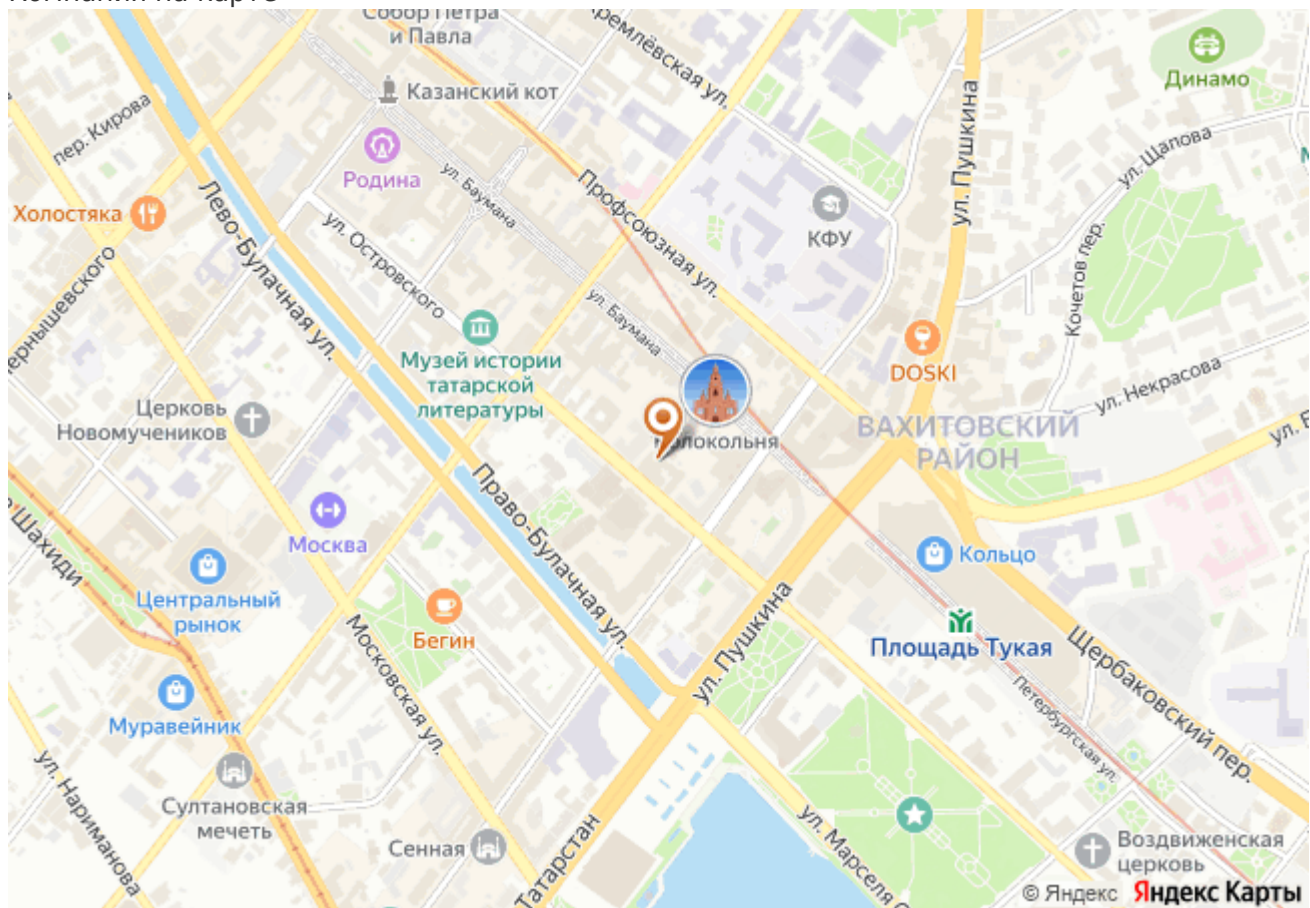 Собор Петра
и Павла
Кремлёвская ул.
Динамо
Казанский кот
пер. Кирова
Родина
ул. Баумана
ул. Пушкина
ул. Щапова
Холостяка
Лево-Булачная ул.
ул. Островского
Профсоюзная ул.
КФУ
Кочетов пер.
ул. Баумана
Музей истории
татарской
литературы
DOSKI
ул. Некрасова
Церковь
Новомучеников
ВАХИТОВСКИЙ
РАЙОН
Право-Булачная ул.
Москва
Кольцо
Центральный
рынок
Бегин
Московская ул.
ул. Пушкина
Площадь Тукая
Щербаковский пер.
Петербургская ул.
Муравейник
ул. Нариманова
Султановская
мечеть
Сенная
Татарстан
ул. Марселя
Воздвиженская
церковь
© Яндекс Яндекс Карты